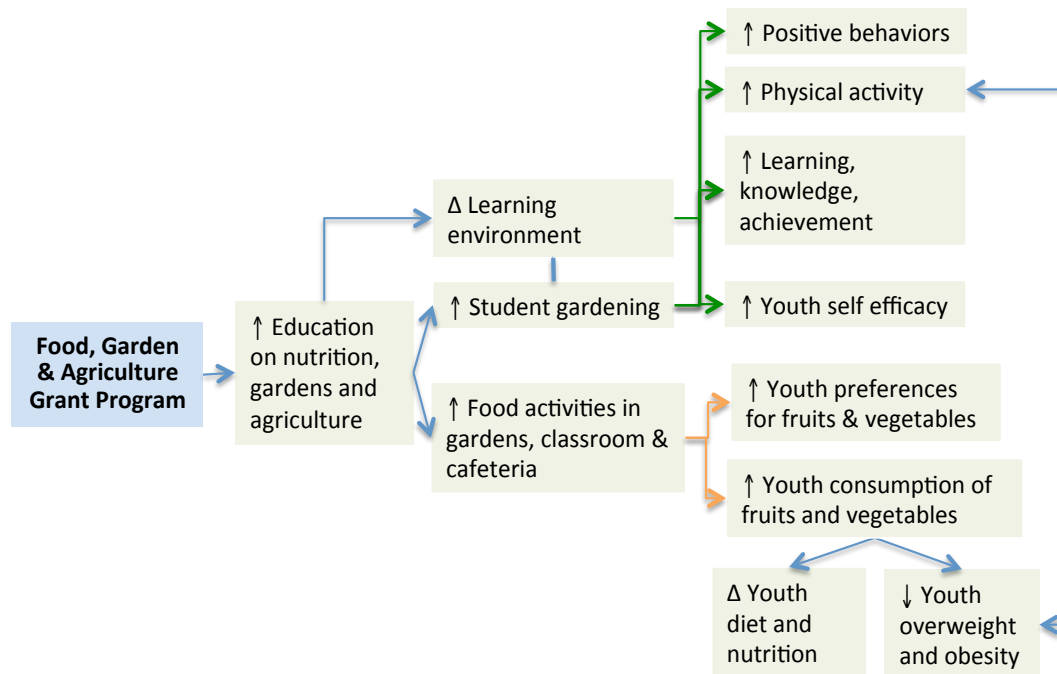 Food, Garden
& Agriculture
Grant Program
↑ Education
on nutrition,
gardens and
agriculture
Δ Learning
environment
↑ Student gardening
↑ Food activities in
gardens, classroom &
cafeteria
↑ Positive behaviors
↑ Physical activity
↑ Learning,
knowledge,
achievement
↑ Youth self efficacy
↑ Youth preferences
for fruits & vegetables
↑ Youth consumption of
fruits and vegetables
Δ Youth
diet and
nutrition
↓ Youth
overweight
and obesity